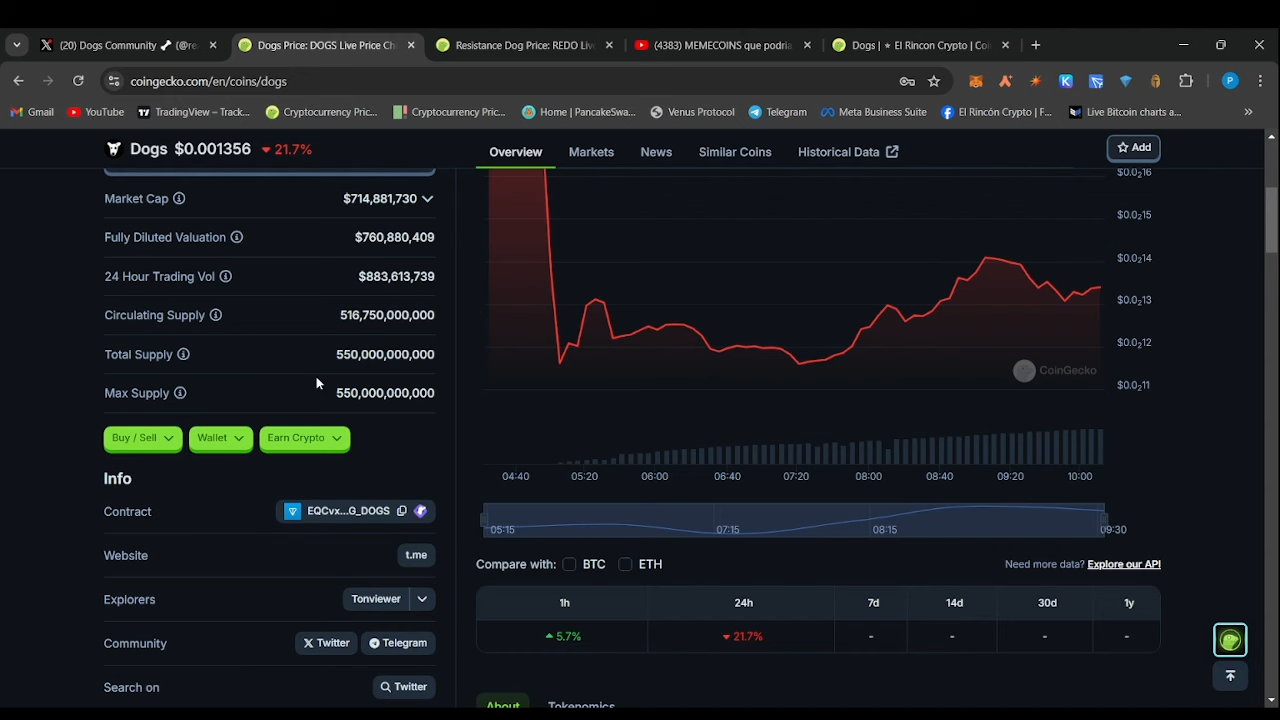 (20) Dogs Community 🦴 (@re
Dogs Price: DOGS Live Price Ch
Resistance Dog Price: REDO Liv
(4383) MEMECOINS que podria
Dogs | ★ El Rincon Crypto | Coi
coingecko.com/en/coins/dogs
P
Gmail
YouTube
TradingView – Track...
Cryptocurrency Pric...
Cryptocurrency Pric...
Home | PancakeSwa...
Venus Protocol
Telegram
Meta Business Suite
El Rincón Crypto | F...
Live Bitcoin charts a...
»
Dogs $0.001356 ▼ 21.7%
Overview
Markets
News
Similar Coins
Historical Data
Add
Market Cap $714,881,730
Fully Diluted Valuation $760,880,409
24 Hour Trading Vol $883,613,739
Circulating Supply 516,750,000,000
Total Supply 550,000,000,000
Max Supply 550,000,000,000
Buy / Sell
Wallet
Earn Crypto
Info
Contract EQCvx...G_DOGS
Website t.me
Explorers Tonviewer
Community X Twitter Telegram
Search on Twitter
$0.0₂16
$0.0₂15
$0.0₂14
$0.0₂13
$0.0₂12
$0.0₂11
CoinGecko
04:40 05:20 06:00 06:40 07:20 08:00 08:40 09:20 10:00
05:15 07:15 08:15 09:30
Compare with: BTC ETH
Need more data? Explore our API
1h 24h 7d 14d 30d 1y
▲ 5.7% ▼ 21.7% - - - -
About
Tokenomics